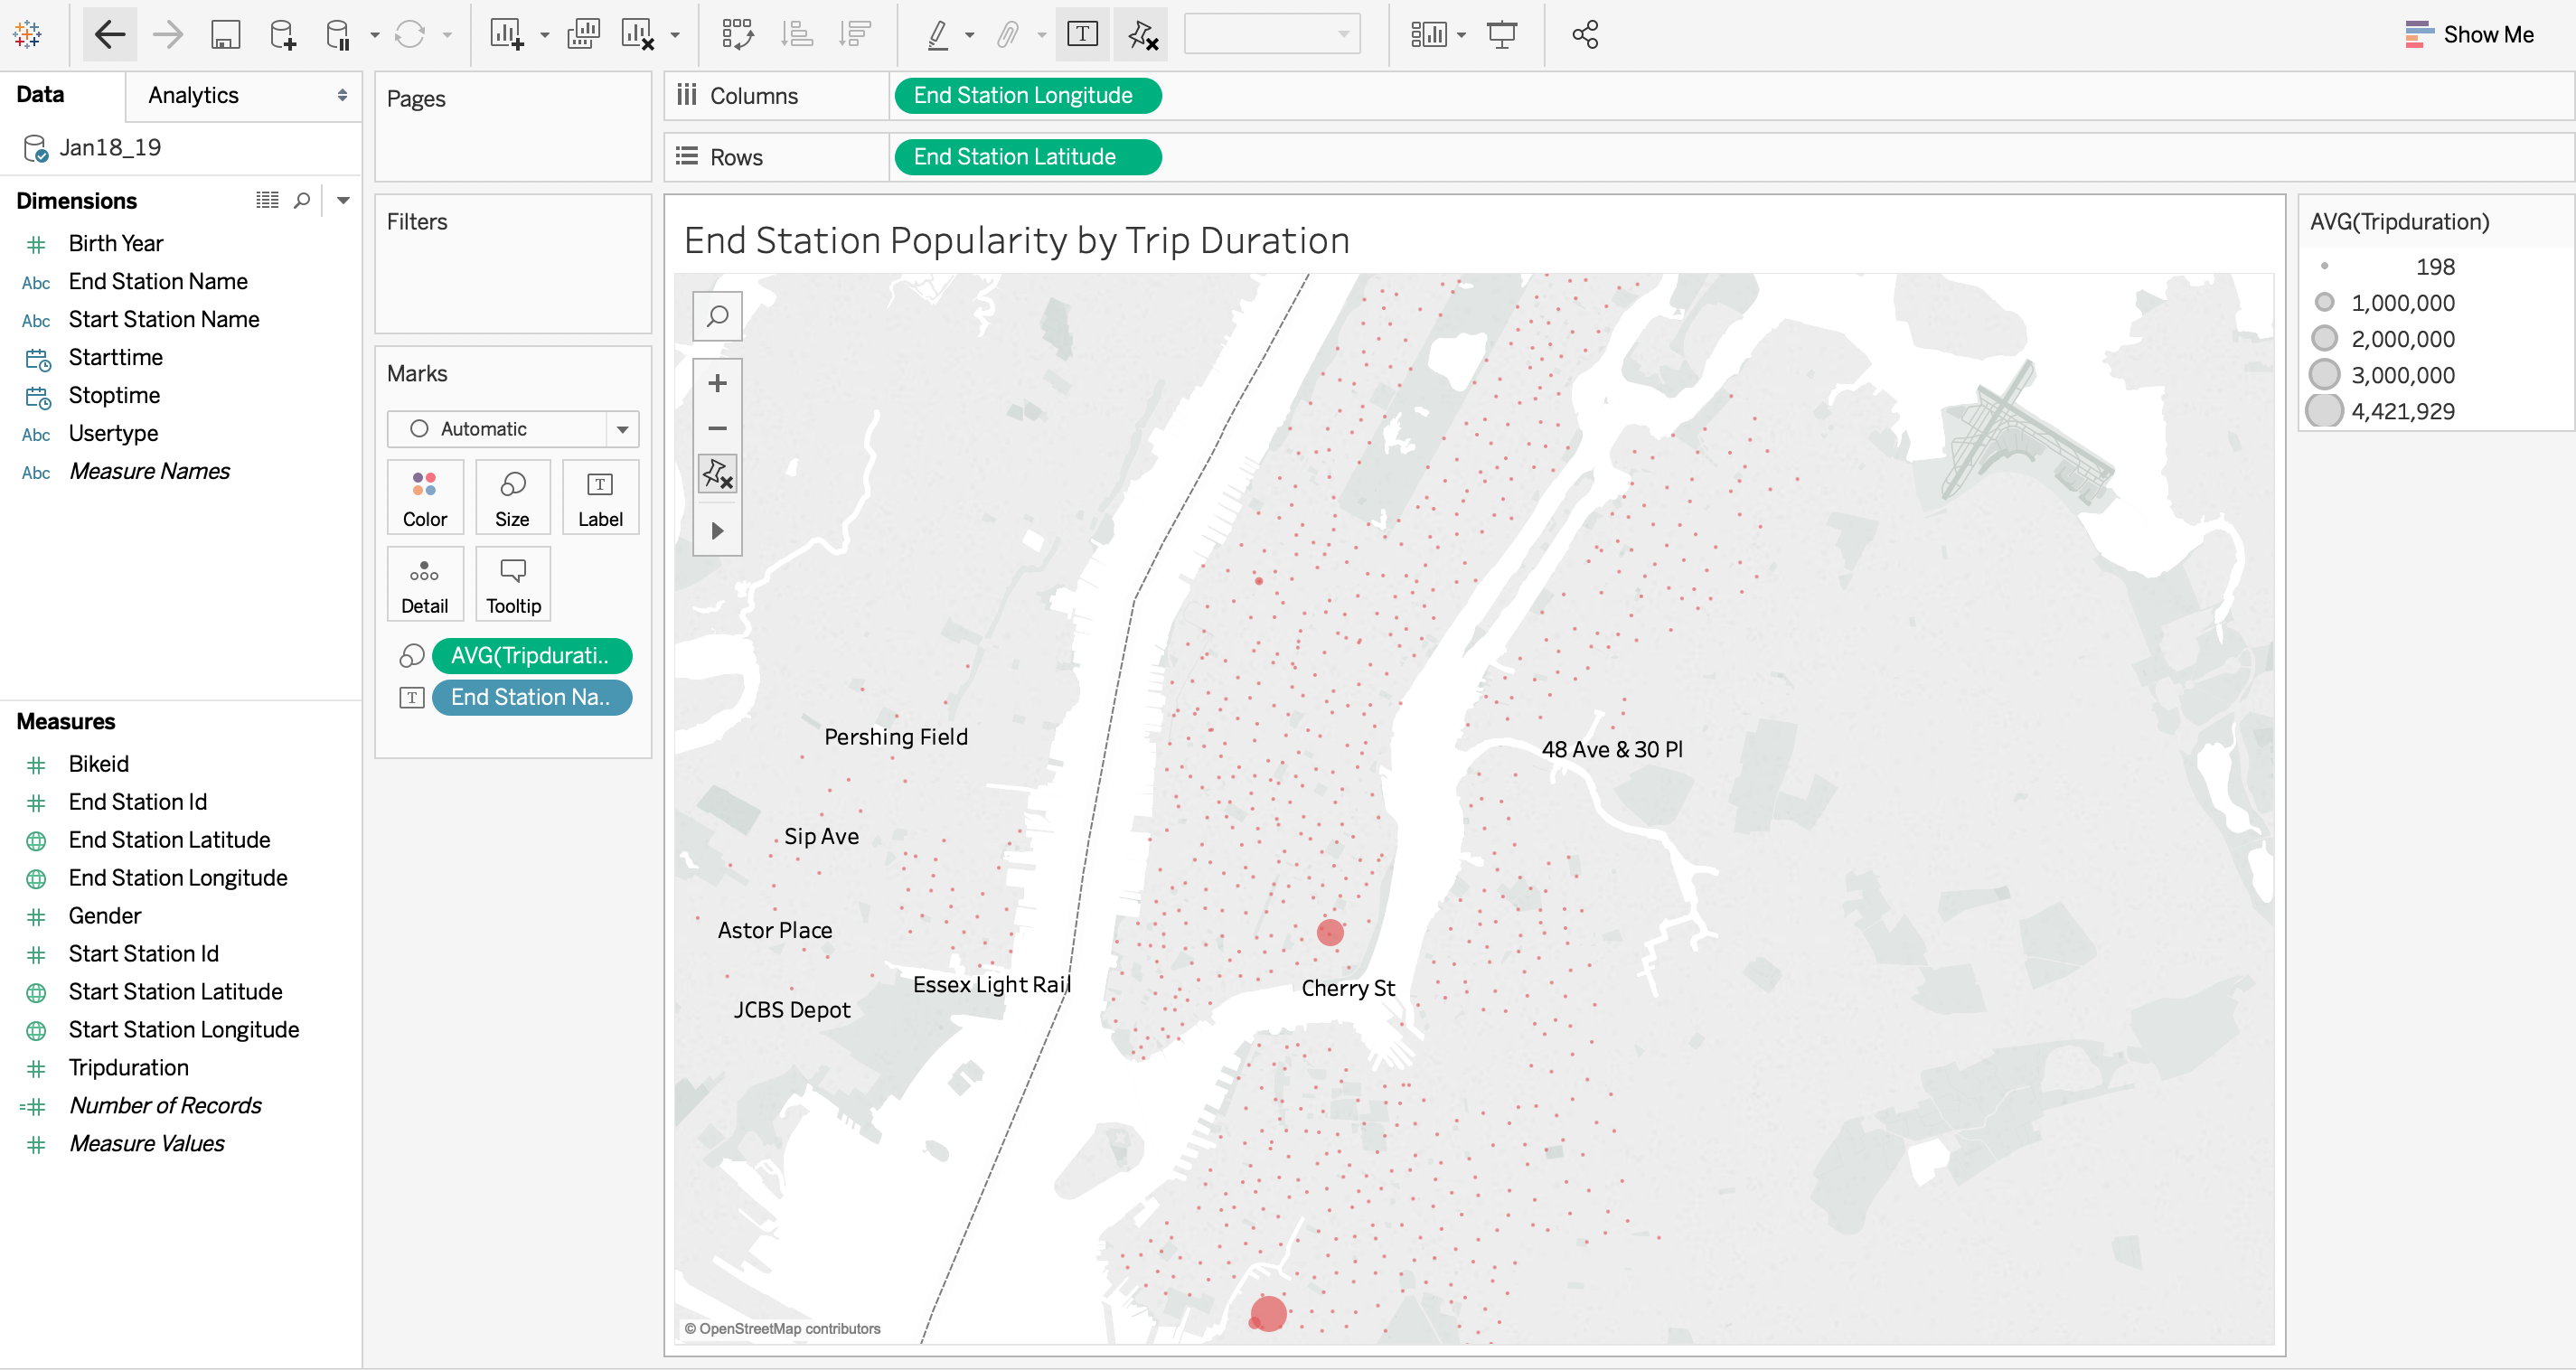 Show Me
Data
Analytics
Jan18_19
Dimensions
Birth Year
Abc End Station Name
Abc Start Station Name
Starttime
Stoptime
Abc Usertype
Abc Measure Names
Measures
Bikeid
End Station Id
End Station Latitude
End Station Longitude
Gender
Start Station Id
Start Station Latitude
Start Station Longitude
Tripduration
=# Number of Records
Measure Values
Pages
Filters
Marks
Automatic
Color Size Label
Detail Tooltip
AVG(Tripdurati..
End Station Na..
Columns End Station Longitude
Rows End Station Latitude
End Station Popularity by Trip Duration
Pershing Field
48 Ave & 30 Pl
Sip Ave
Astor Place
Essex Light Rail
Cherry St
JCBS Depot
© OpenStreetMap contributors
AVG(Tripduration)
198
1,000,000
2,000,000
3,000,000
4,421,929